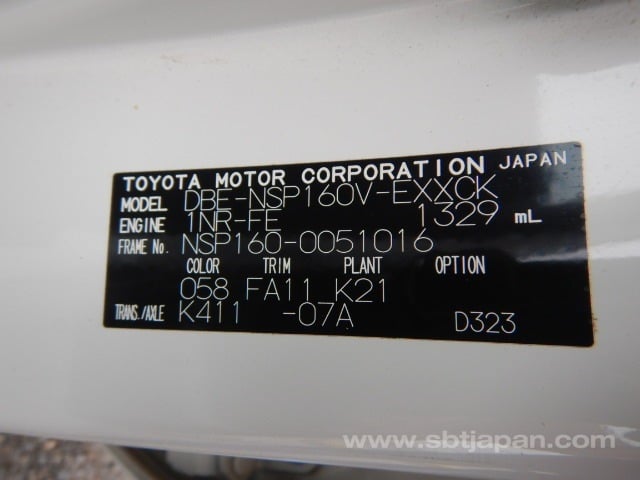 TOYOTA MOTOR CORPORATION JAPAN
MODEL DBE-NSP160V-EXXCK
ENGINE 1NR-FE 1329 mL
FRAME No. NSP160-0051016
COLOR TRIM PLANT OPTION
058 FA11 K21
TRANS./AXLE K411 -07A D323
www.sbtjapan.com